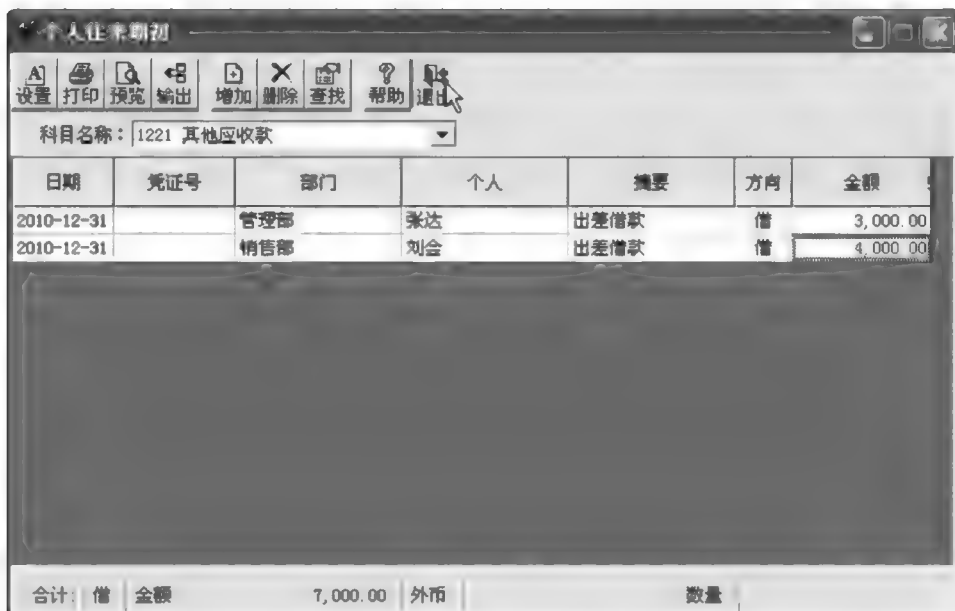 个人往来期初
设置 打印 预览 输出 增加 删除 查找 帮助 退出
科目名称： 1221 其他应收款
日期 凭证号 部门 个人 摘要 方向 金额
2010-12-31 管理部 张达 出差借款 借 3,000.00
2010-12-31 销售部 刘会 出差借款 借 4,000.00
合计: 借 金额 7,000.00 外币 数量